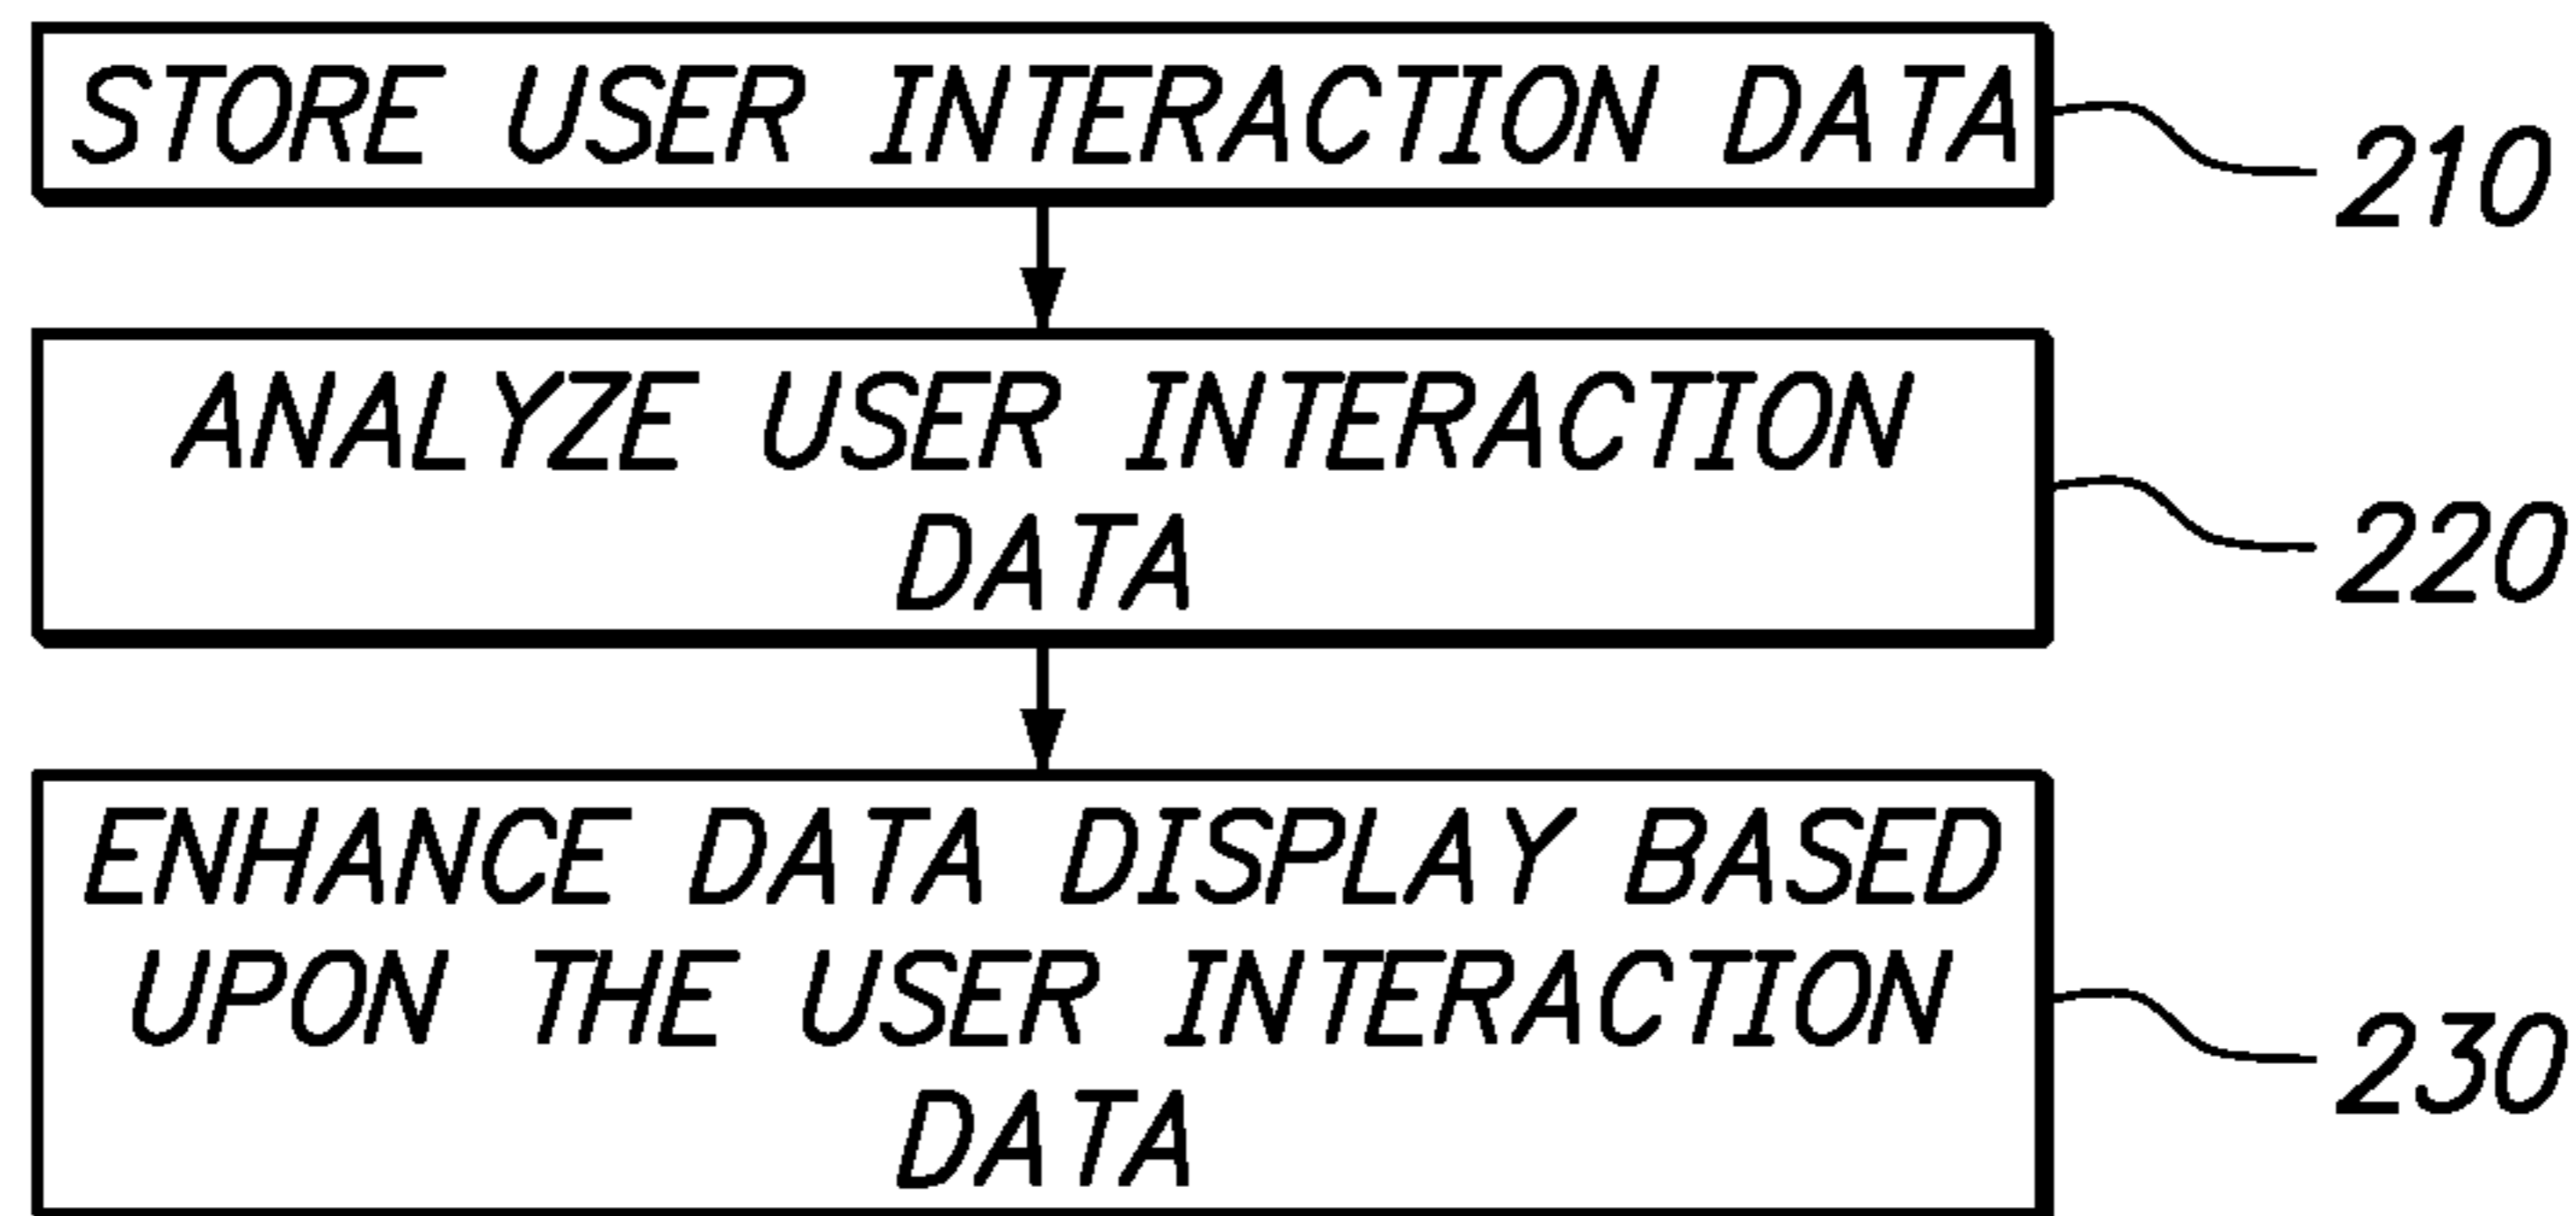 STORE USER INTERACTION DATA
210
ANALYZE USER INTERACTION
DATA
220
ENHANCE DATA DISPLAY BASED
UPON THE USER INTERACTION
DATA
230